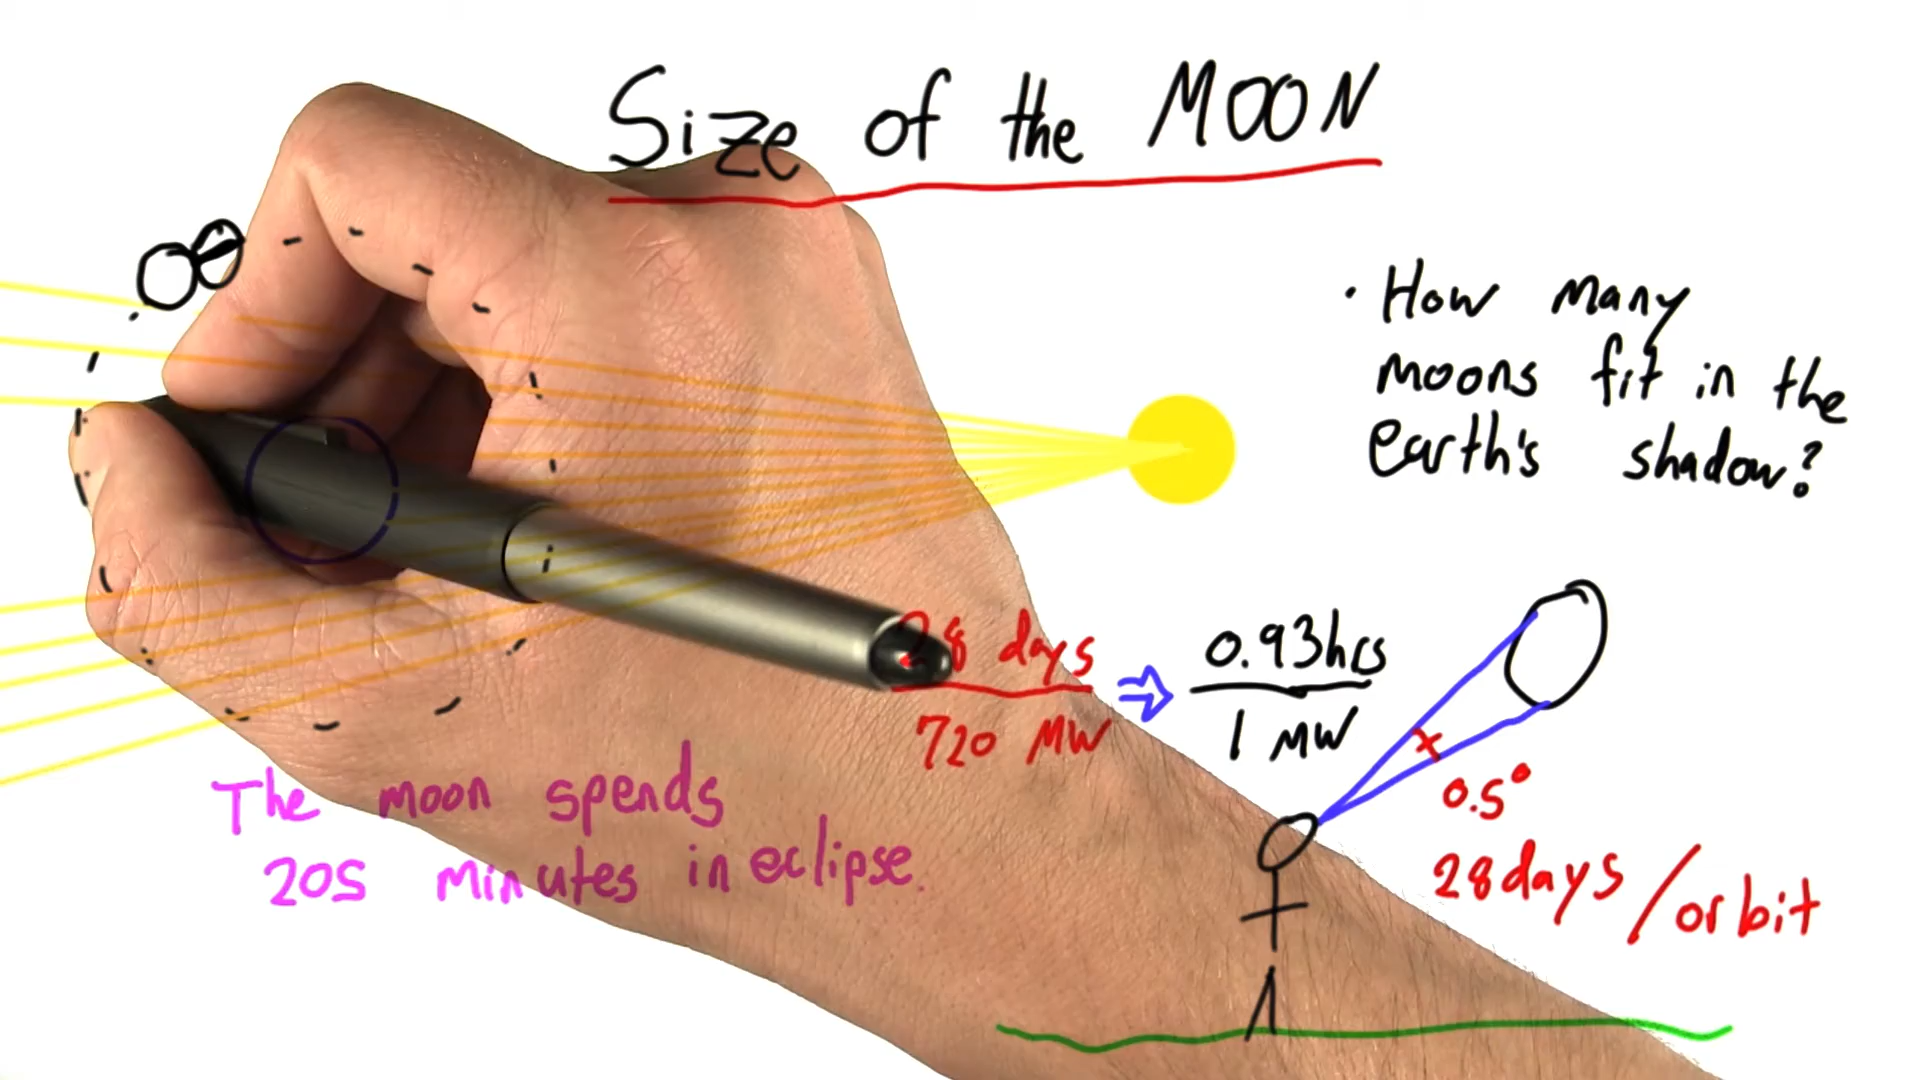 Size of the MOON
· How many
moons fit in the
earth's shadow?
28 days
720 MW
⇒
0.93hrs
1 MW
0.5°
28days/orbit
The moon spends
205 minutes in eclipse.